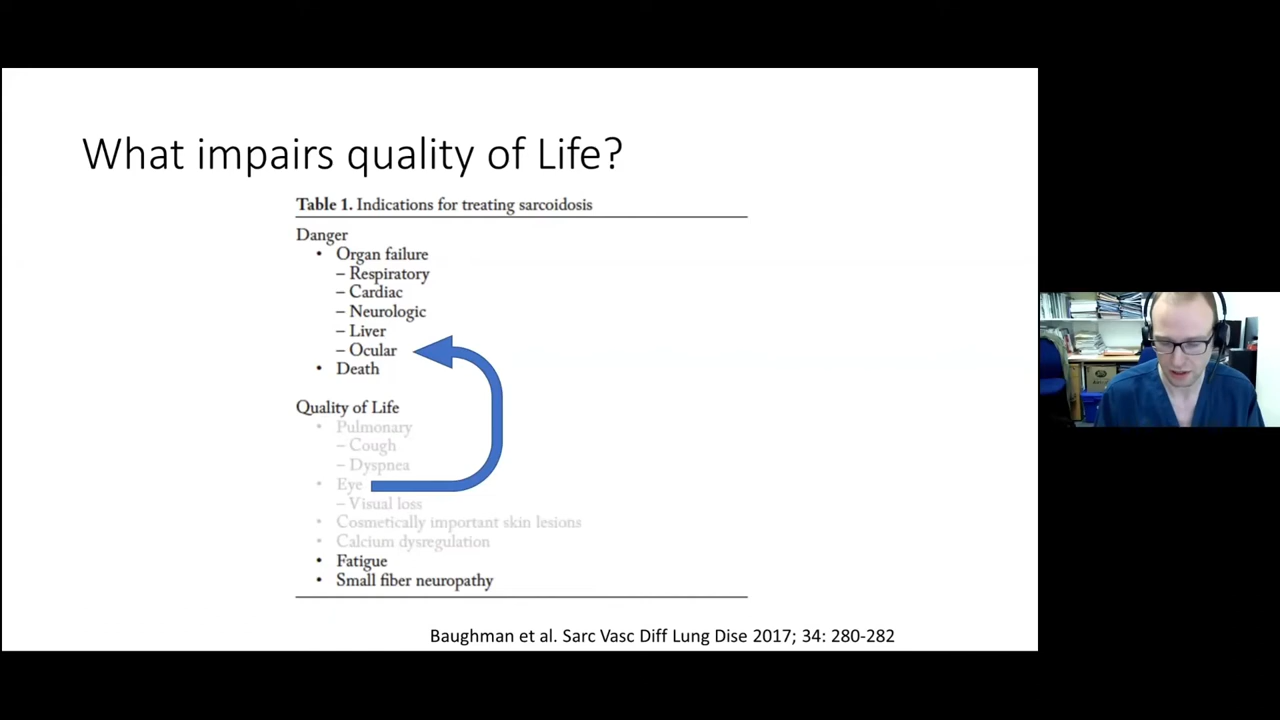 What impairs quality of Life?
Table 1. Indications for treating sarcoidosis
Danger
• Organ failure
– Respiratory
– Cardiac
– Neurologic
– Liver
– Ocular
• Death
Quality of Life
• Pulmonary
– Cough
– Dyspnea
• Eye
– Visual loss
• Cosmetically important skin lesions
• Calcium dysregulation
• Fatigue
• Small fiber neuropathy
Baughman et al. Sarc Vasc Diff Lung Dise 2017; 34: 280-282